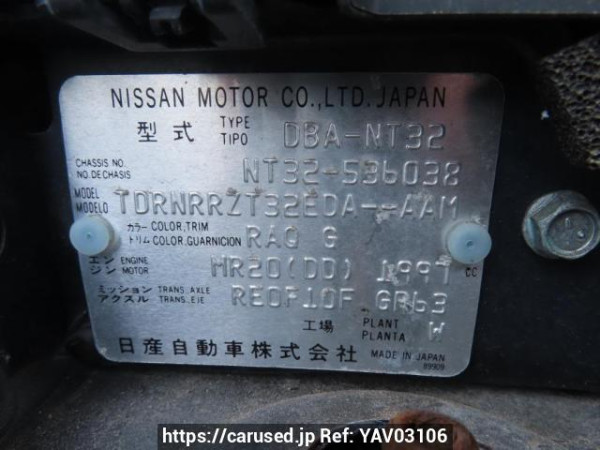 NISSAN MOTOR CO.,LTD.JAPAN
型式 TYPE TIPO DBA-NT32
CHASSIS NO. NO.DECHASIS NT32-536038
MODEL MODELO TDRNRRZT32EDA--AAM
カラー COLOR,TRIM トリム COLOR,GUARNICION RAQ G
エンジン ENGINE MOTOR MR20(DD) 1997 cc
ミッション アクスル TRANS.AXLE TRANS.EJE RE0F10F GR63
工場 PLANT PLANTA W
日産自動車株式会社 MADE IN JAPAN
https://carused.jp Ref: YAV03106